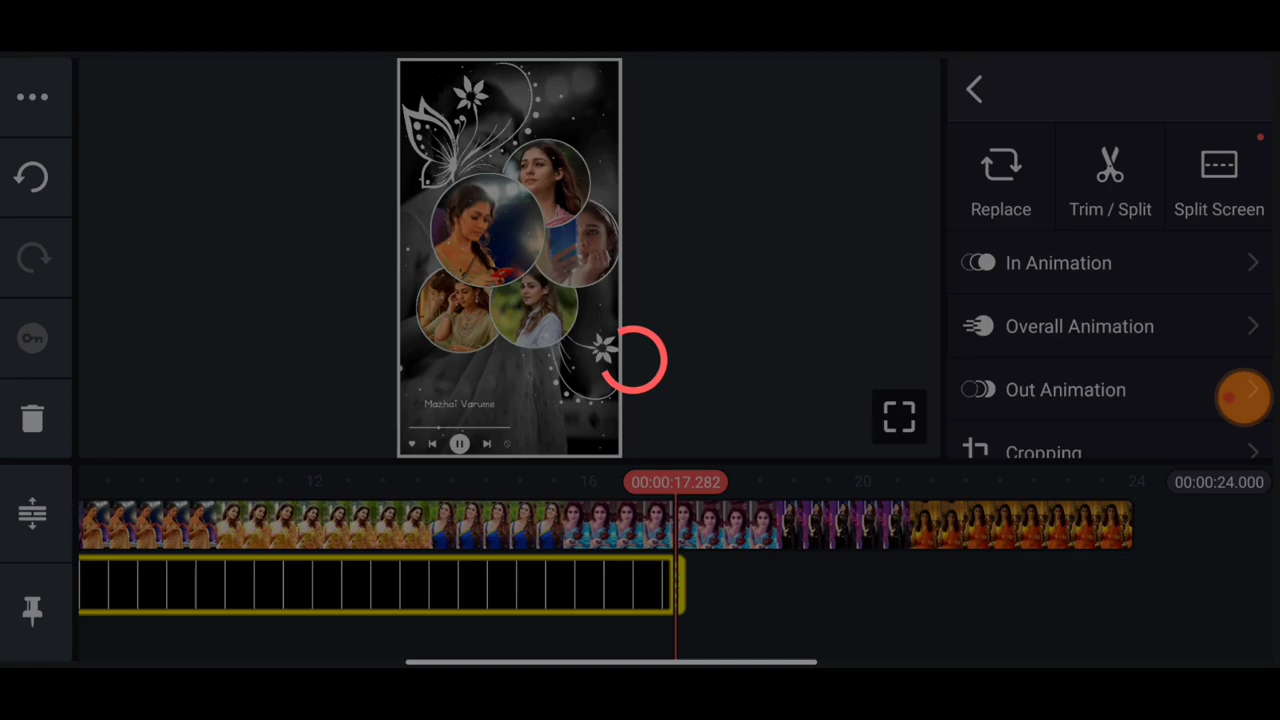 Replace
Trim / Split
Split Screen
In Animation
Overall Animation
Out Animation
Cropping
Mazhai Varume
12
16
00:00:17.282
20
24
00:00:24.000